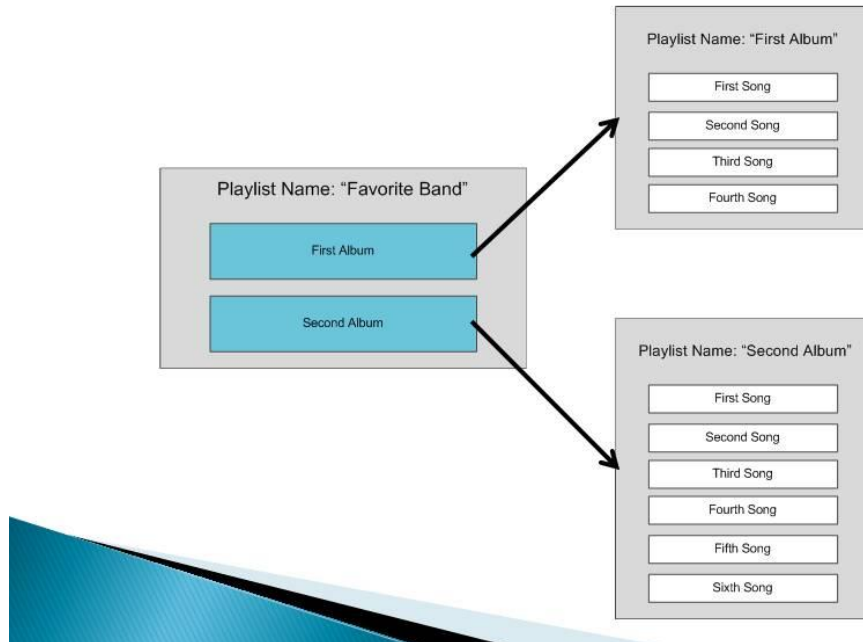 Playlist Name: “Favorite Band”
First Album
Second Album
Playlist Name: “First Album”
First Song
Second Song
Third Song
Fourth Song
Playlist Name: “Second Album”
First Song
Second Song
Third Song
Fourth Song
Fifth Song
Sixth Song